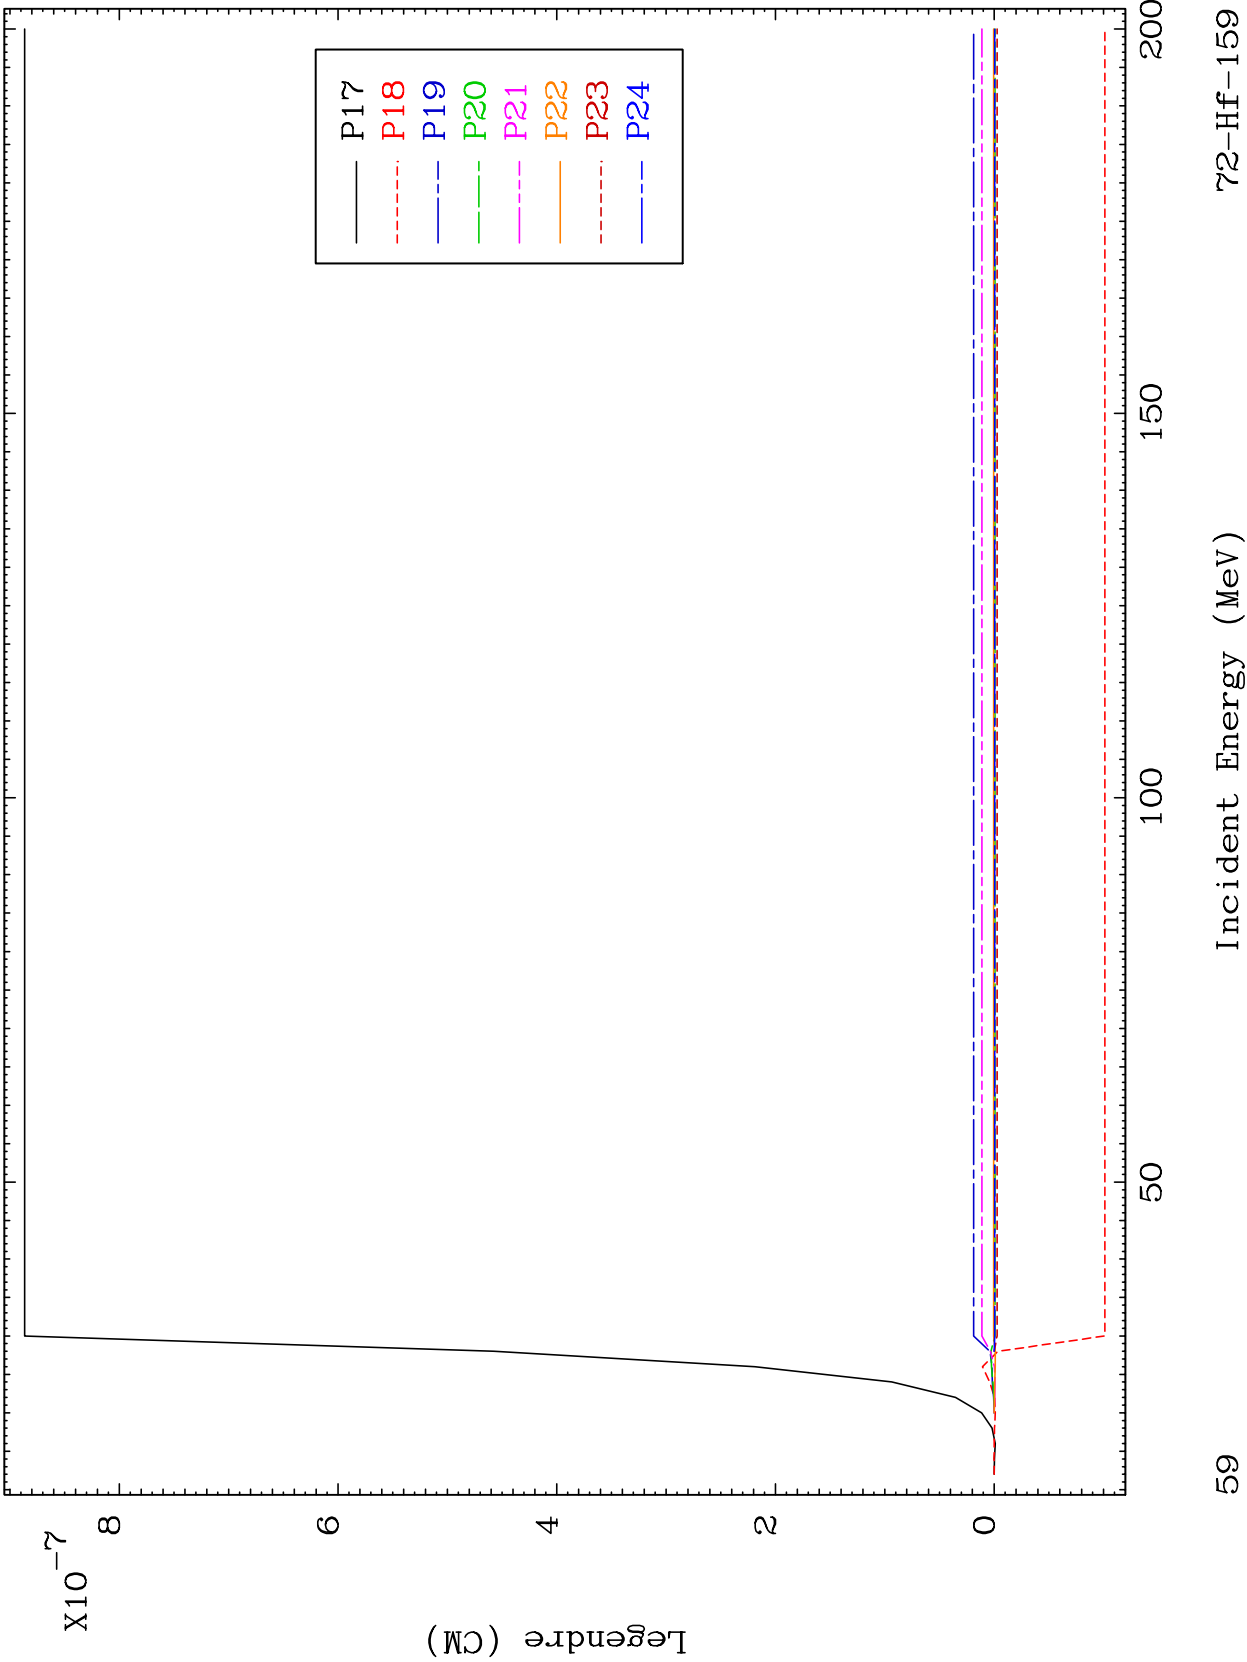 X10-7
8
6
4
2
0
Legendre (CM)
P17
P18
P19
P20
P21
P22
P23
P24
50
100
150
200
Incident Energy (MeV)
59
72-Hf-159